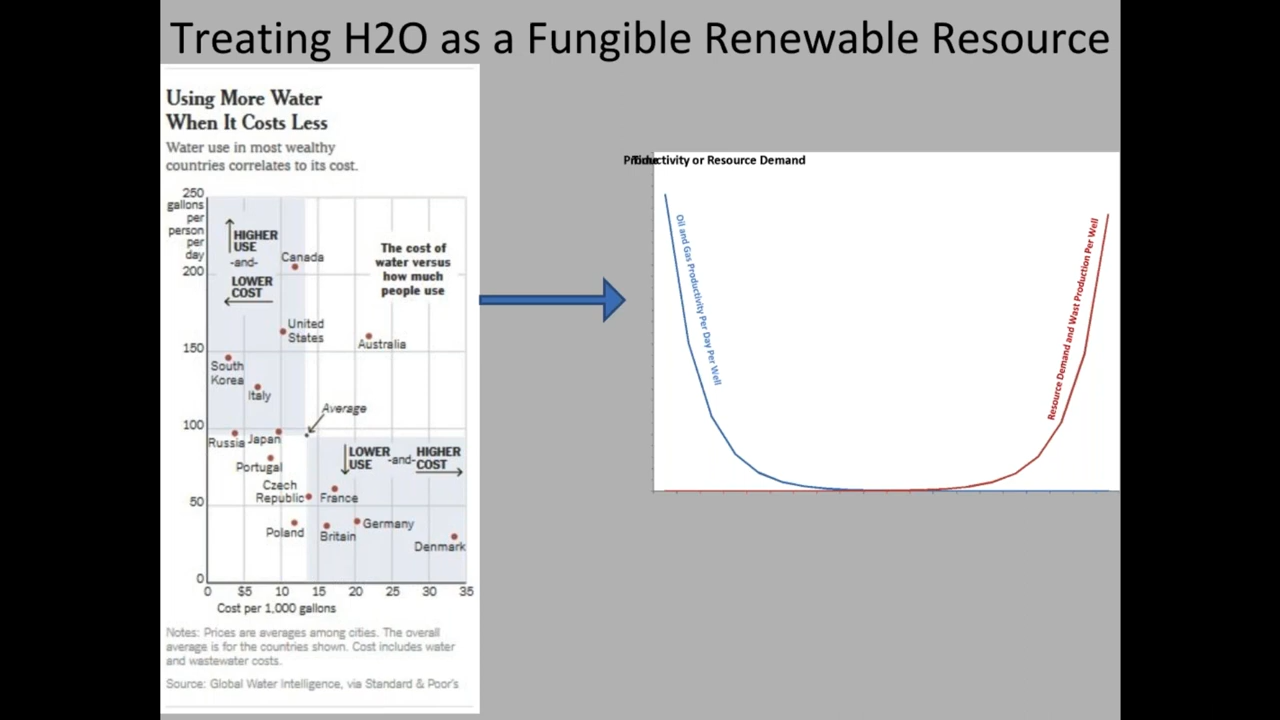 Treating H2O as a Fungible Renewable Resource
Using More Water
When It Costs Less
Water use in most wealthy
countries correlates to its cost.
250
gallons
per
person
per
day
200
150
100
50
0
HIGHER
USE
-and-
LOWER
COST
Canada
The cost of
water versus
how much
people use
United
States
Australia
South
Korea
Italy
Average
Russia
Japan
LOWER
USE
-and-
HIGHER
COST
Portugal
Czech
Republic
France
Poland
Britain
Germany
Denmark
0 $5 10 15 20 25 30 35
Cost per 1,000 gallons
Notes: Prices are averages among cities. The overall
average is for the countries shown. Cost includes water
and wastewater costs.
Source: Global Water Intelligence, via Standard & Poor's
Productivity or Resource Demand
Time
Oil and Gas Productivity Per Day Per Well
Resource Demand and Wast Production Per Well